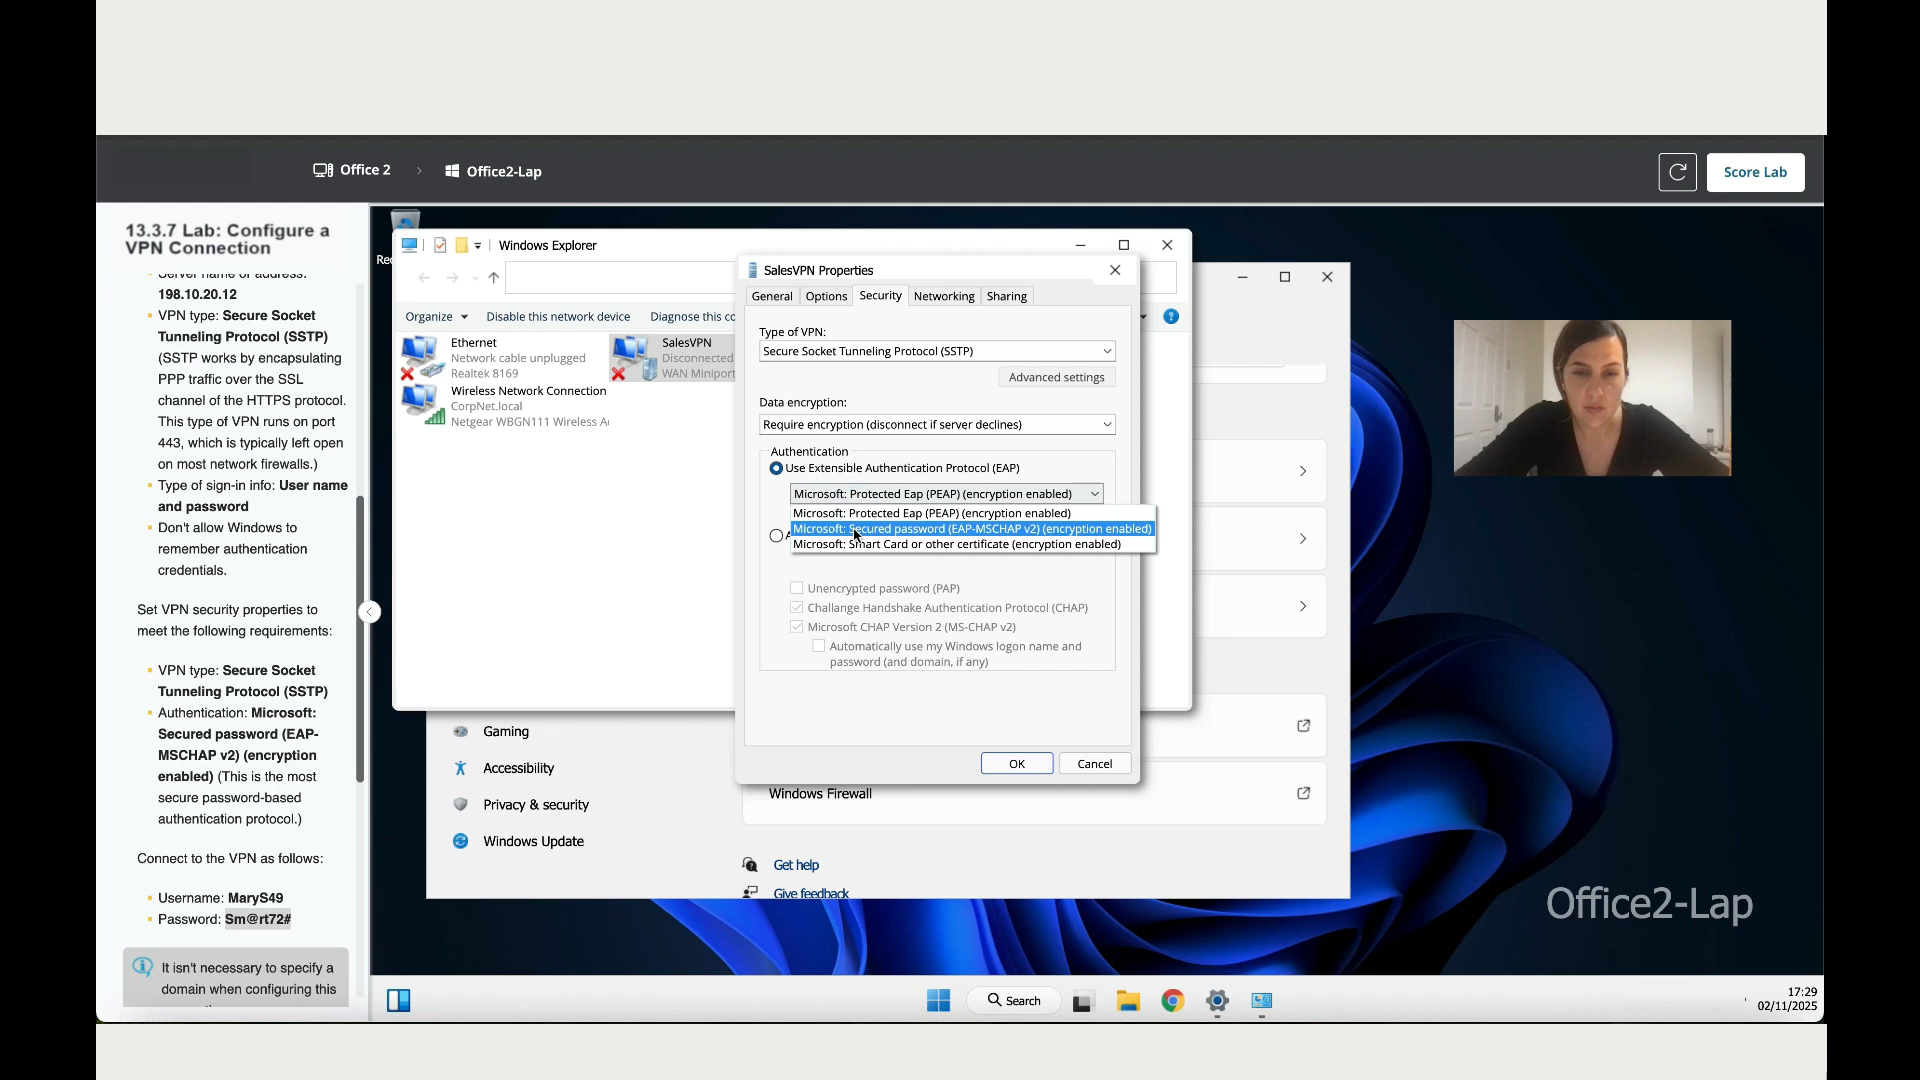 Office 2
Office2-Lap
Score Lab
13.3.7 Lab: Configure a
VPN Connection
Server name or address:
198.10.20.12
VPN type: Secure Socket
Tunneling Protocol (SSTP)
(SSTP works by encapsulating
PPP traffic over the SSL
channel of the HTTPS protocol.
This type of VPN runs on port
443, which is typically left open
on most network firewalls.)
Type of sign-in info: User name
and password
Don't allow Windows to
remember authentication
credentials.
Set VPN security properties to
meet the following requirements:
VPN type: Secure Socket
Tunneling Protocol (SSTP)
Authentication: Microsoft:
Secured password (EAP-
MSCHAP v2) (encryption
enabled) (This is the most
secure password-based
authentication protocol.)
Connect to the VPN as follows:
Username: MaryS49
Password: Sm@rt72#
It isn't necessary to specify a
domain when configuring this
Windows Explorer
Organize
Disable this network device
Diagnose this co
Ethernet
Network cable unplugged
Realtek 8169
SalesVPN
Disconnected
WAN Miniport
Wireless Network Connection
CorpNet.local
Netgear WBGN111 Wireless A
SalesVPN Properties
General
Options
Security
Networking
Sharing
Type of VPN:
Secure Socket Tunneling Protocol (SSTP)
Advanced settings
Data encryption:
Require encryption (disconnect if server declines)
Authentication
Use Extensible Authentication Protocol (EAP)
Microsoft: Protected Eap (PEAP) (encryption enabled)
Microsoft: Protected Eap (PEAP) (encryption enabled)
Microsoft: Secured password (EAP-MSCHAP v2) (encryption enabled)
Microsoft: Smart Card or other certificate (encryption enabled)
Unencrypted password (PAP)
Challange Handshake Authentication Protocol (CHAP)
Microsoft CHAP Version 2 (MS-CHAP v2)
Automatically use my Windows logon name and
password (and domain, if any)
OK
Cancel
Gaming
Accessibility
Privacy & security
Windows Update
Windows Firewall
Get help
Give feedback
Office2-Lap
Search
17:29
02/11/2025